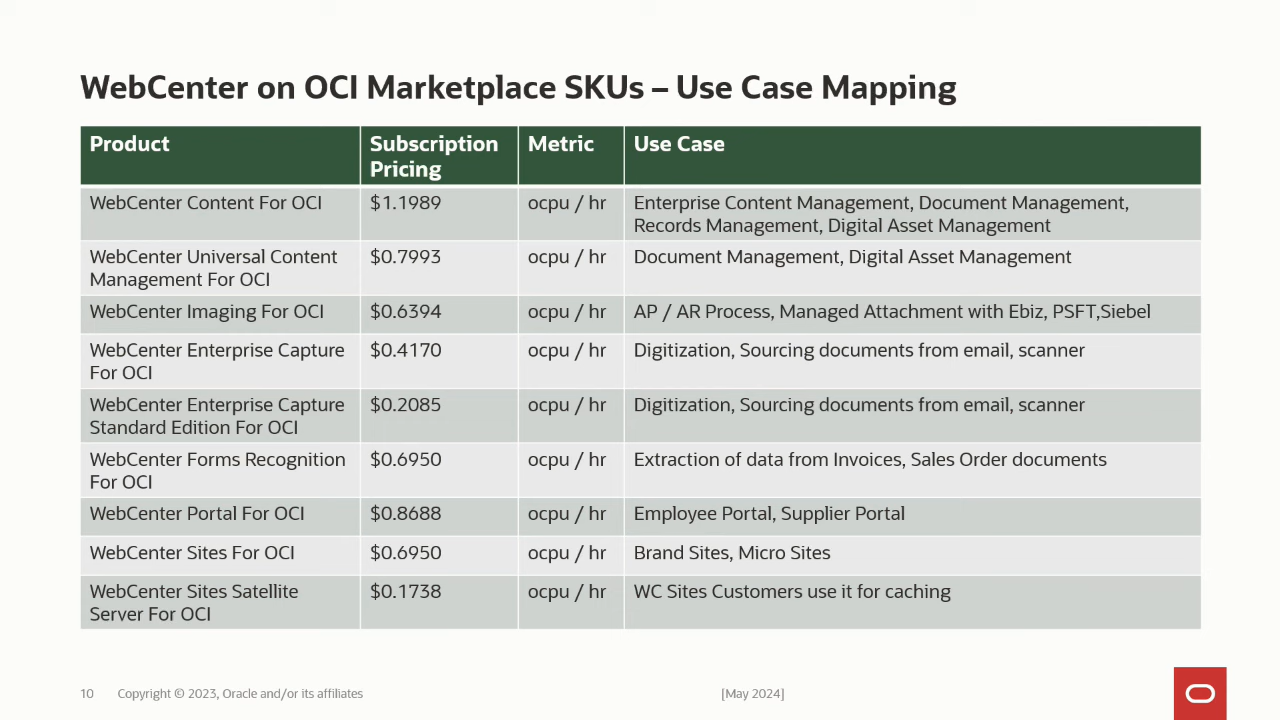 WebCenter on OCI Marketplace SKUs – Use Case Mapping
Product
Subscription
Pricing
Metric
Use Case
WebCenter Content For OCI
$1.1989
ocpu / hr
Enterprise Content Management, Document Management,
Records Management, Digital Asset Management
WebCenter Universal Content
Management For OCI
$0.7993
ocpu / hr
Document Management, Digital Asset Management
WebCenter Imaging For OCI
$0.6394
ocpu / hr
AP / AR Process, Managed Attachment with Ebiz, PSFT,Siebel
WebCenter Enterprise Capture
For OCI
$0.4170
ocpu / hr
Digitization, Sourcing documents from email, scanner
WebCenter Enterprise Capture
Standard Edition For OCI
$0.2085
ocpu / hr
Digitization, Sourcing documents from email, scanner
WebCenter Forms Recognition
For OCI
$0.6950
ocpu / hr
Extraction of data from Invoices, Sales Order documents
WebCenter Portal For OCI
$0.8688
ocpu / hr
Employee Portal, Supplier Portal
WebCenter Sites For OCI
$0.6950
ocpu / hr
Brand Sites, Micro Sites
WebCenter Sites Satellite
Server For OCI
$0.1738
ocpu / hr
WC Sites Customers use it for caching
10
Copyright © 2023, Oracle and/or its affiliates
[May 2024]